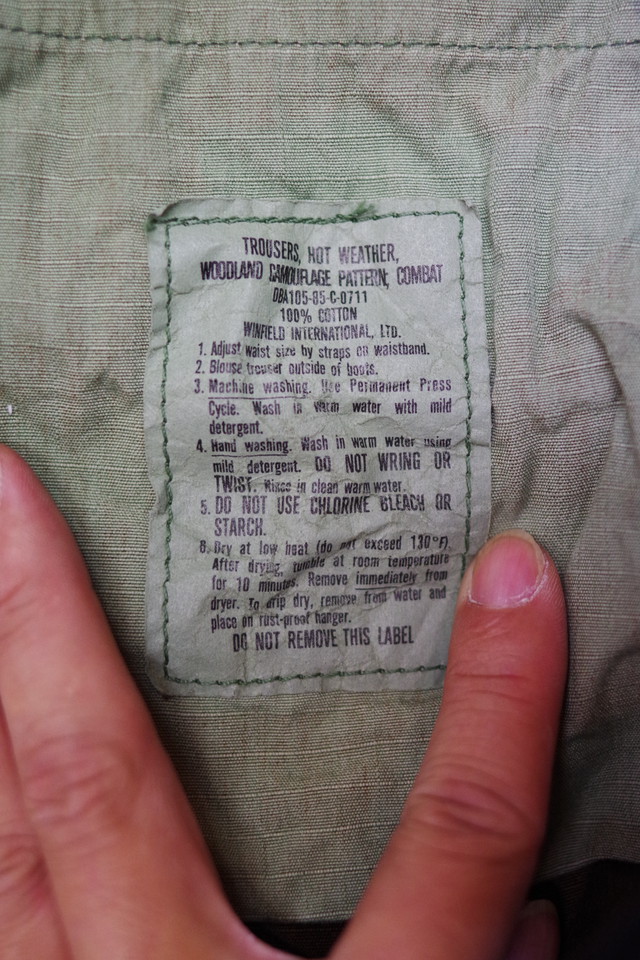 TROUSERS, HOT WEATHER,
WOODLAND CAMOUFLAGE PATTERN, COMBAT
DBA105-85-C-0711
100% COTTON
WINFIELD INTERNATIONAL, LTD.
1. Adjust waist size by straps on waistband.
2. Blouse trouser outside of boots.
3. Machine washing. Use Permanent Press
Cycle. Wash in warm water with mild
detergent.
4. Hand washing. Wash in warm water using
mild detergent. DO NOT WRING OR
TWIST. Rinse in clean warm water.
5. DO NOT USE CHLORINE BLEACH OR
STARCH.
6. Dry at low heat (do not exceed 130°F).
After drying, tumble at room temperature
for 10 minutes. Remove immediately from
dryer. To drip dry, remove from water and
place on rust-proof hanger.
DO NOT REMOVE THIS LABEL